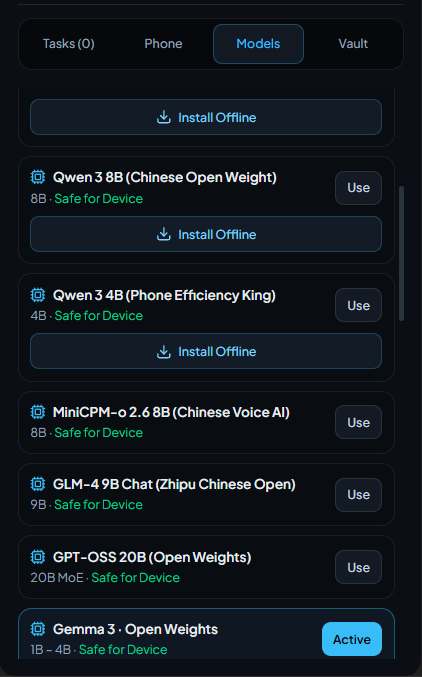 Tasks (0) Phone Models Vault
Install Offline
Qwen 3 8B (Chinese Open Weight)
Use
8B · Safe for Device
Install Offline
Qwen 3 4B (Phone Efficiency King)
Use
4B · Safe for Device
Install Offline
MiniCPM-o 2.6 8B (Chinese Voice AI)
Use
8B · Safe for Device
GLM-4 9B Chat (Zhipu Chinese Open)
Use
9B · Safe for Device
GPT-OSS 20B (Open Weights)
Use
20B MoE · Safe for Device
Gemma 3 · Open Weights
Active
1B – 4B · Safe for Device